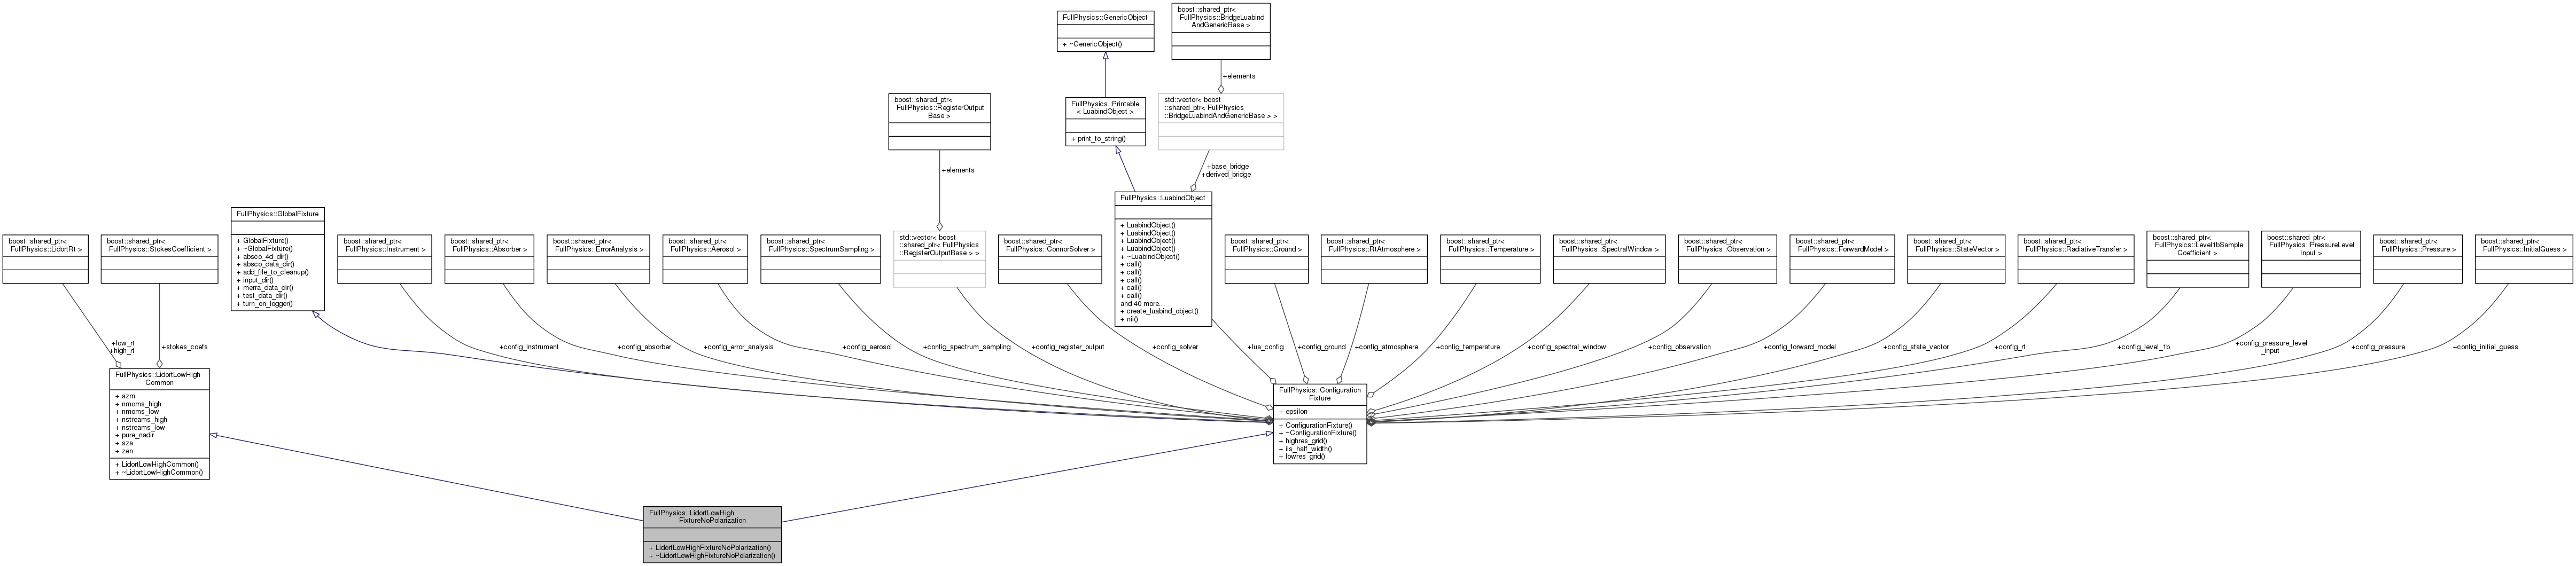 FullPhysics::GenericObject
+ ~GenericObject()
boost::shared_ptr<
FullPhysics::BridgeLuabind
AndGenericBase >
+elements
boost::shared_ptr<
FullPhysics::RegisterOutput
Base >
FullPhysics::Printable
< LuabindObject >
+ print_to_string()
std::vector< boost
::shared_ptr< FullPhysics
::BridgeLuabindAndGenericBase > >
+elements
+base_bridge
+derived_bridge
boost::shared_ptr<
FullPhysics::LidortRt >
boost::shared_ptr<
FullPhysics::StokesCoefficient >
FullPhysics::GlobalFixture
+ GlobalFixture()
+ ~GlobalFixture()
+ absco_4d_dir()
+ absco_data_dir()
+ add_file_to_cleanup()
+ input_dir()
+ merra_data_dir()
+ test_data_dir()
+ turn_on_logger()
boost::shared_ptr<
FullPhysics::Instrument >
boost::shared_ptr<
FullPhysics::Absorber >
boost::shared_ptr<
FullPhysics::ErrorAnalysis >
boost::shared_ptr<
FullPhysics::Aerosol >
boost::shared_ptr<
FullPhysics::SpectrumSampling >
std::vector< boost
::shared_ptr< FullPhysics
::RegisterOutputBase > >
boost::shared_ptr<
FullPhysics::ConnorSolver >
FullPhysics::LuabindObject
+ LuabindObject()
+ LuabindObject()
+ LuabindObject()
+ LuabindObject()
+ ~LuabindObject()
+ call()
+ call()
+ call()
+ call()
+ call()
and 40 more...
+ create_luabind_object()
+ nil()
boost::shared_ptr<
FullPhysics::Ground >
boost::shared_ptr<
FullPhysics::RtAtmosphere >
boost::shared_ptr<
FullPhysics::Temperature >
boost::shared_ptr<
FullPhysics::SpectralWindow >
boost::shared_ptr<
FullPhysics::Observation >
boost::shared_ptr<
FullPhysics::ForwardModel >
boost::shared_ptr<
FullPhysics::StateVector >
boost::shared_ptr<
FullPhysics::RadiativeTransfer >
boost::shared_ptr<
FullPhysics::Level1bSample
Coefficient >
boost::shared_ptr<
FullPhysics::PressureLevel
Input >
boost::shared_ptr<
FullPhysics::Pressure >
boost::shared_ptr<
FullPhysics::InitialGuess >
+low_rt
+high_rt
+stokes_coefs
+config_instrument
+config_absorber
+config_error_analysis
+config_aerosol
+config_spectrum_sampling
+config_register_output
+config_solver
+lua_config
+config_ground
+config_atmosphere
+config_temperature
+config_spectral_window
+config_observation
+config_forward_model
+config_state_vector
+config_rt
+config_level_1b
+config_pressure_level
_input
+config_pressure
+config_initial_guess
FullPhysics::LidortLowHigh
Common
+ azm
+ nmoms_high
+ nmoms_low
+ nstreams_high
+ nstreams_low
+ pure_nadir
+ sza
+ zen
+ LidortLowHighCommon()
+ ~LidortLowHighCommon()
FullPhysics::Configuration
Fixture
+ epsilon
+ ConfigurationFixture()
+ ~ConfigurationFixture()
+ highres_grid()
+ ils_half_width()
+ lowres_grid()
FullPhysics::LidortLowHigh
FixtureNoPolarization
+ LidortLowHighFixtureNoPolarization()
+ ~LidortLowHighFixtureNoPolarization()